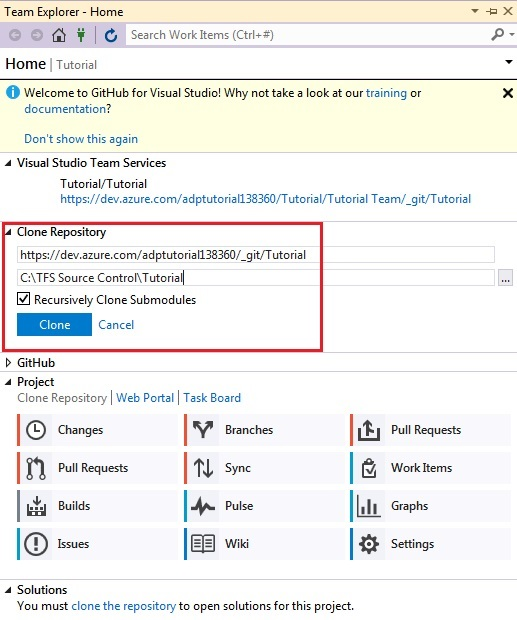 Team Explorer - Home
Search Work Items (Ctrl+#)
Home | Tutorial
Welcome to GitHub for Visual Studio! Why not take a look at our training or
documentation?
Don't show this again
Visual Studio Team Services
Tutorial/Tutorial
https://dev.azure.com/adptutorial138360/Tutorial/Tutorial Team/_git/Tutorial
Clone Repository
https://dev.azure.com/adptutorial138360/_git/Tutorial
C:\TFS Source Control\Tutorial
...
Recursively Clone Submodules
Clone Cancel
GitHub
Project
Clone Repository | Web Portal | Task Board
Changes Branches Pull Requests
Pull Requests Sync Work Items
Builds Pulse Graphs
Issues Wiki Settings
Solutions
You must clone the repository to open solutions for this project.